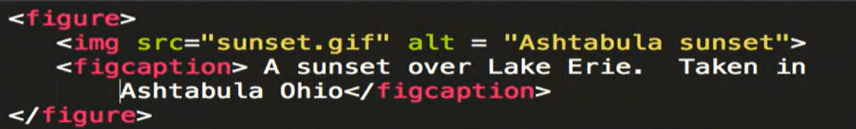 <figure>
<img src="sunset.gif" alt = "Ashtabula sunset">
<figcaption> A sunset over Lake Erie.  Taken in
Ashtabula Ohio</figcaption>
</figure>